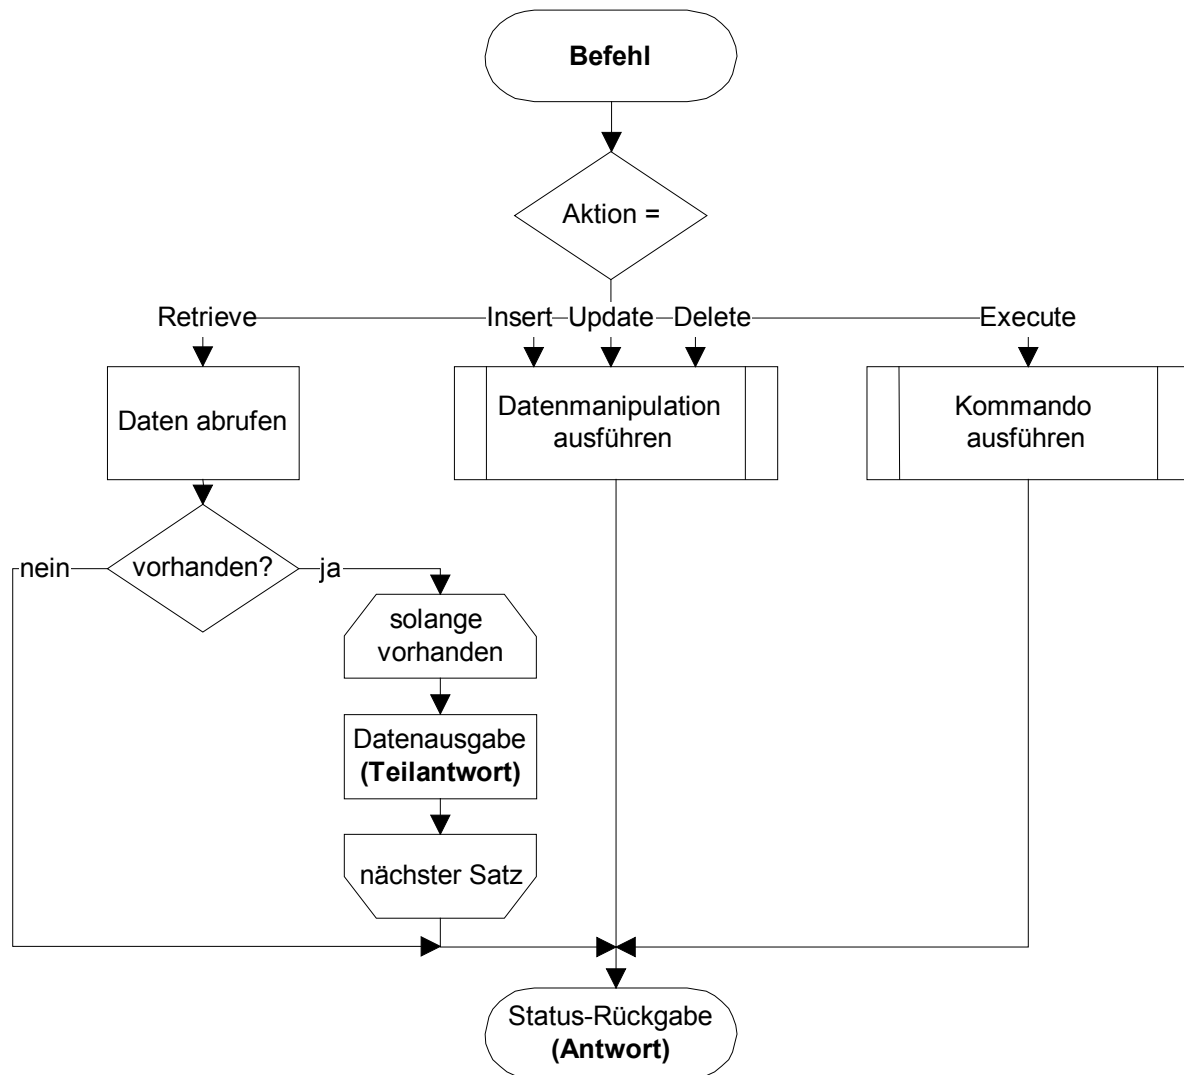 Befehl
Aktion =
Retrieve Insert Update Delete Execute
Daten abrufen
Datenmanipulation
ausführen
Kommando
ausführen
nein
vorhanden?
ja
solange
vorhanden
Datenausgabe
(Teilantwort)
nächster Satz
Status-Rückgabe
(Antwort)